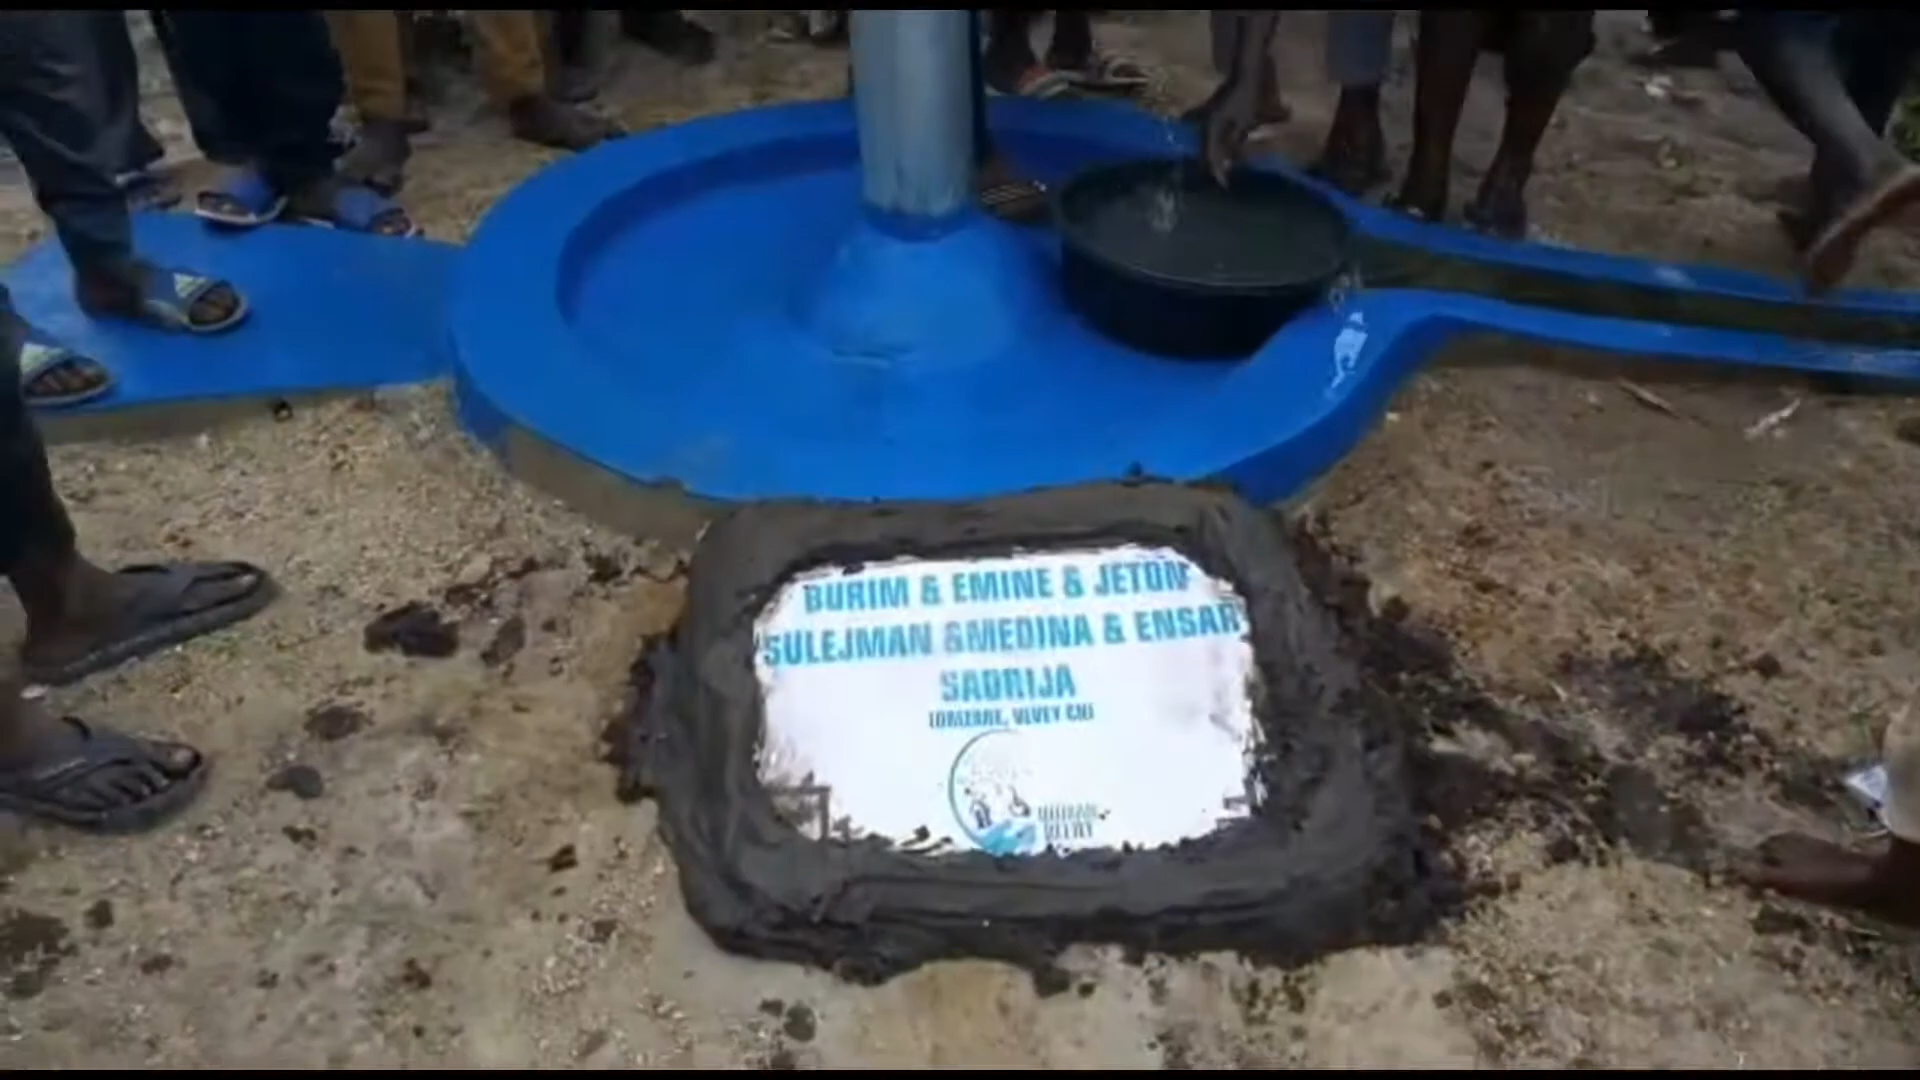 BURIM & EMINE & JETON
SULEJMAN &MEDINA & ENSAR
SADRIJA